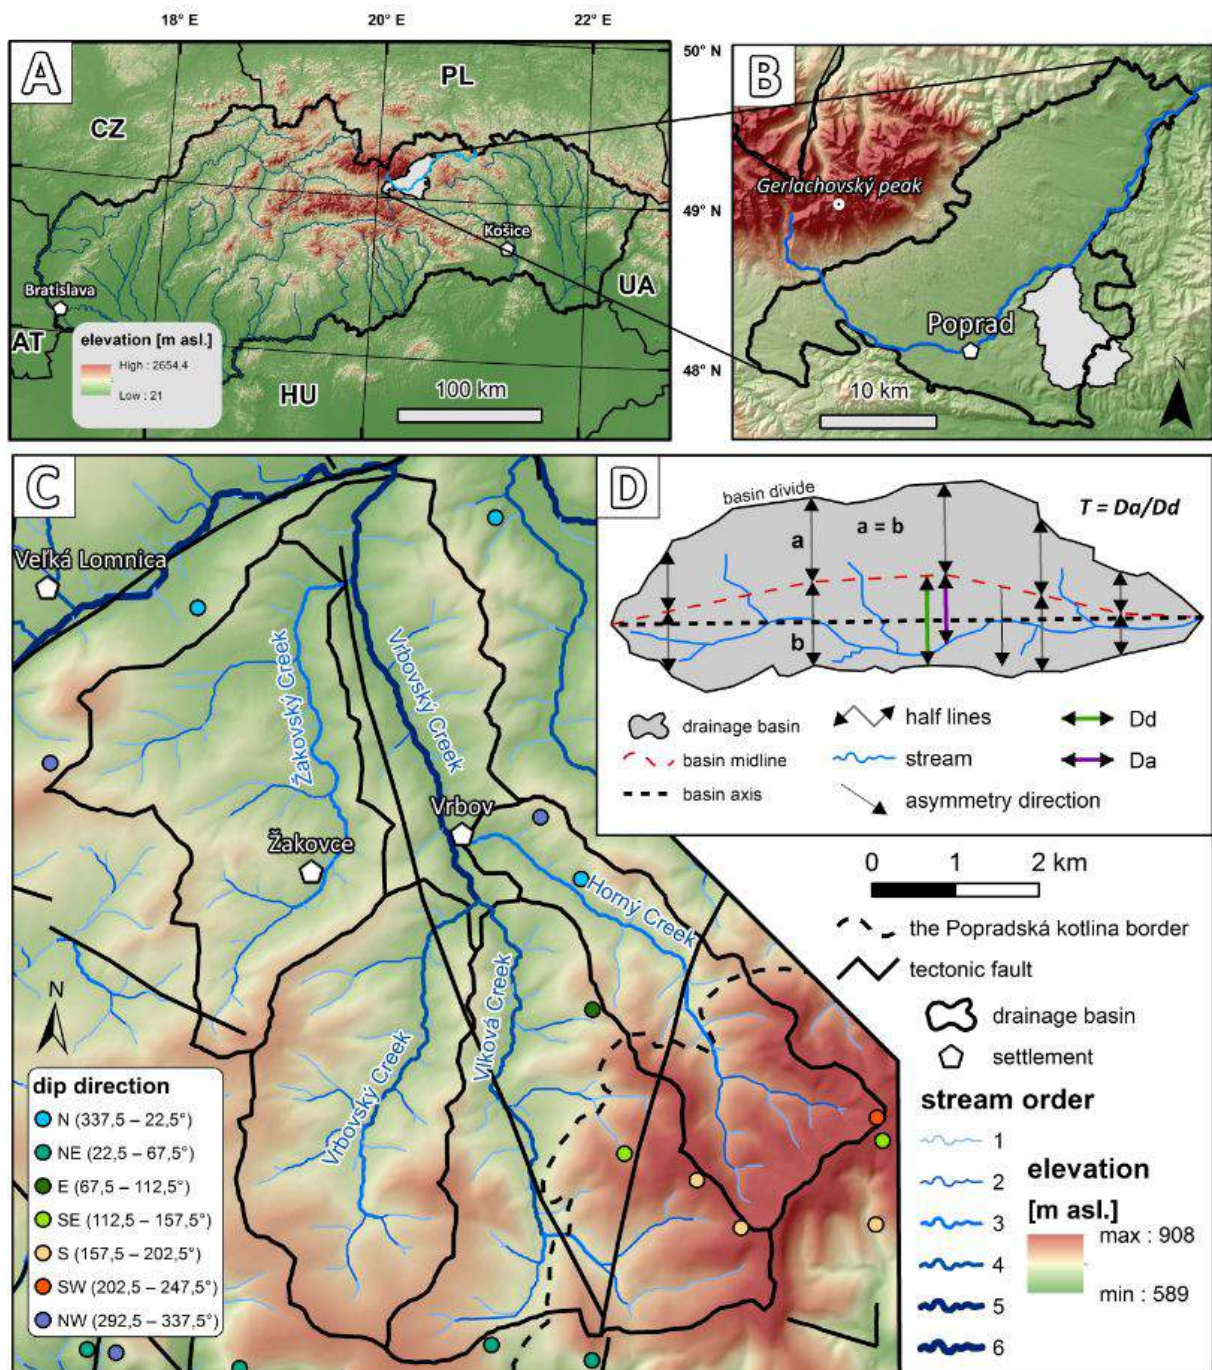 18° E
20° E
22° E
50° N
49° N
48° N
A
PL
CZ
Košice
UA
Bratislava
AT
elevation [m asl.]
High : 2654,4
Low : 21
HU
100 km
B
Gerlachovský peak
Poprad
N
10 km
C
Veľká Lomnica
Žakovský Creek
Vrbovský Creek
Vrbov
Žakovce
Horný Creek
Vlková Creek
Vrbovský Creek
N
dip direction
N (337,5 – 22,5°)
NE (22,5 – 67,5°)
E (67,5 – 112,5°)
SE (112,5 – 157,5°)
S (157,5 – 202,5°)
SW (202,5 – 247,5°)
NW (292,5 – 337,5°)
D
basin divide
T = Da/Dd
a
a = b
b
drainage basin
basin midline
basin axis
half lines
stream
asymmetry direction
Dd
Da
0 1 2 km
the Popradská kotlina border
tectonic fault
drainage basin
settlement
stream order
1
2
3
4
5
6
elevation
[m asl.]
max : 908
min : 589